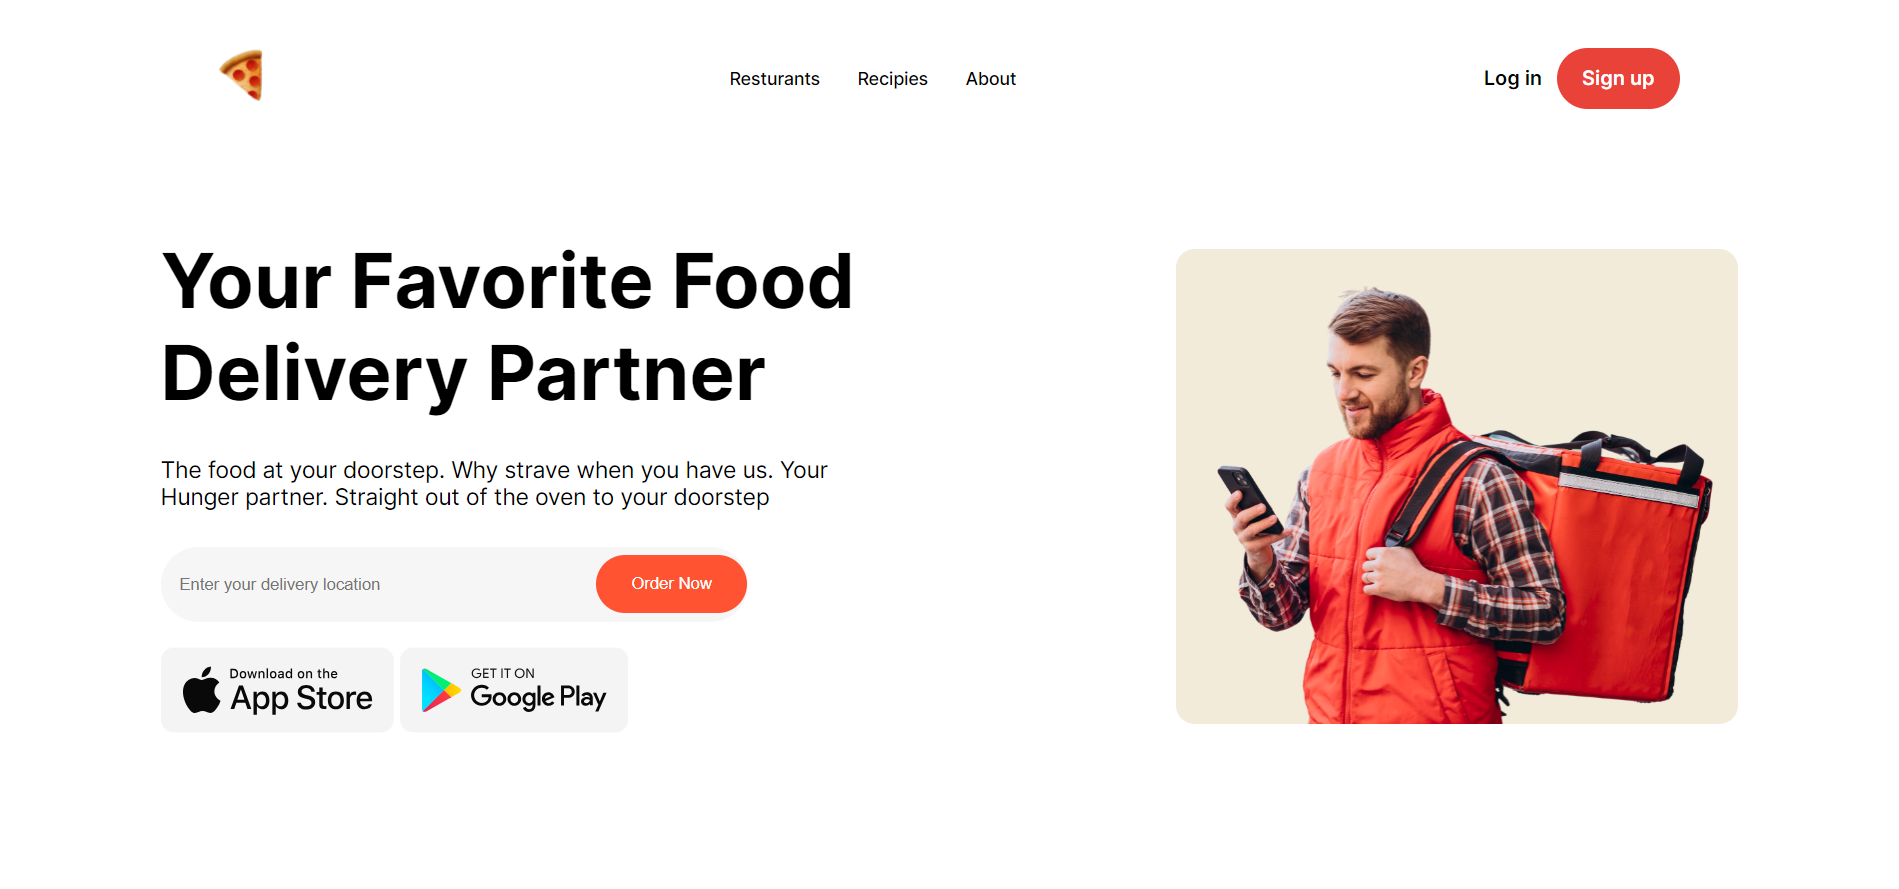 Resturants Recipies About Log in Sign up
Your Favorite Food
Delivery Partner
The food at your doorstep. Why strave when you have us. Your
Hunger partner. Straight out of the oven to your doorstep
Enter your delivery location Order Now
Download on the
App Store
GET IT ON
Google Play